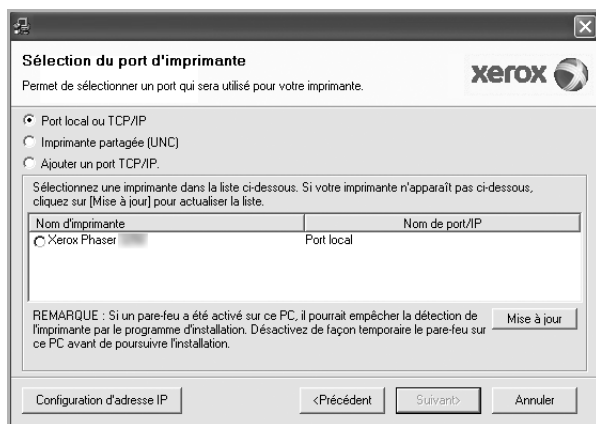 Sélection du port d'imprimante
Permet de sélectionner un port qui sera utilisé pour votre imprimante.
xerox
Port local ou TCP/IP
Imprimante partagée (UNC)
Ajouter un port TCP/IP.
Sélectionnez une imprimante dans la liste ci-dessous. Si votre imprimante n'apparaît pas ci-dessous,
cliquez sur [Mise à jour] pour actualiser la liste.
Nom d'imprimante Nom de port/IP
Xerox Phaser Port local
REMARQUE : Si un pare-feu a été activé sur ce PC, il pourrait empêcher la détection de
l'imprimante par le programme d'installation. Désactivez de façon temporaire le pare-feu sur
ce PC avant de poursuivre l'installation.
Mise à jour
Configuration d'adresse IP <Précédent Suivant> Annuler